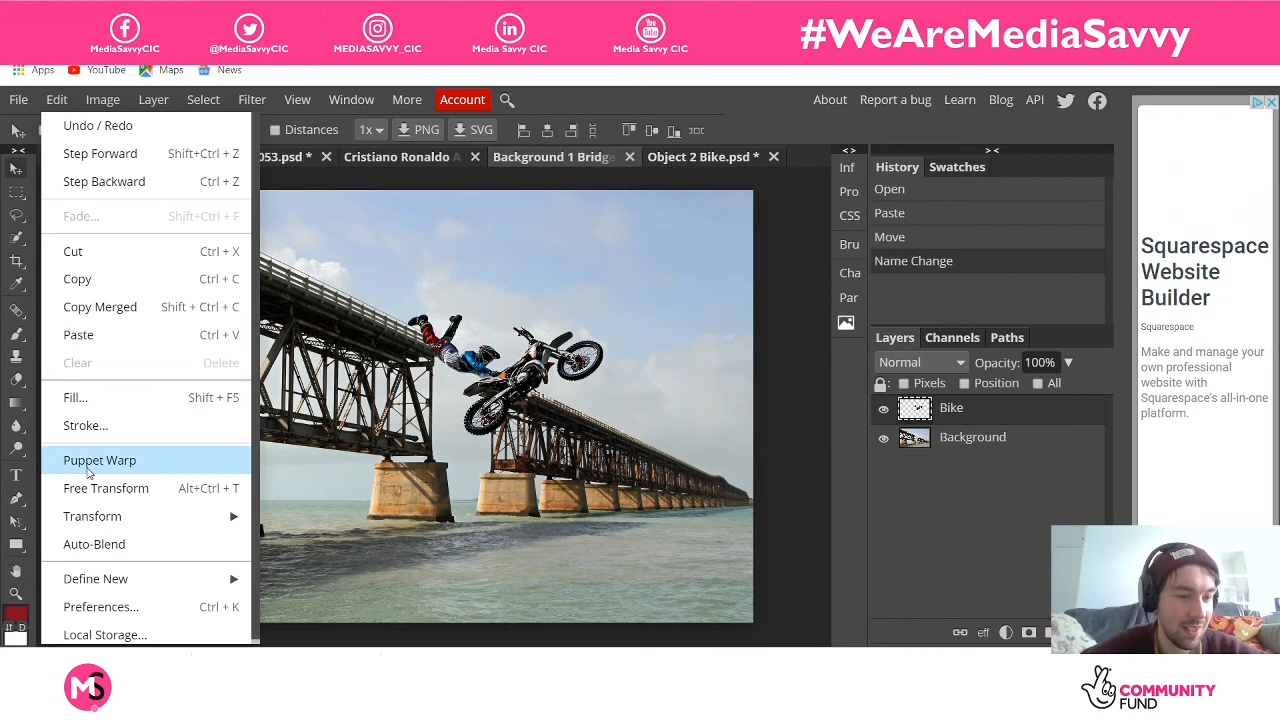 MediaSavvyCIC
@MediaSavvyCIC
MEDIASAVVY_CIC
Media Savvy CIC
You Tube
Media Savvy CIC
#WeAreMediaSavvy
Apps YouTube Maps News
File Edit Image Layer Select Filter View Window More Account
About Report a bug Learn Blog API
Distances 1x PNG SVG
053.psd * Cristiano Ronaldo Background 1 Bridge Object 2 Bike.psd *
Undo / Redo
Step Forward Shift+Ctrl + Z
Step Backward Ctrl + Z
Fade... Shift+Ctrl + F
Cut Ctrl + X
Copy Ctrl + C
Copy Merged Shift + Ctrl + C
Paste Ctrl + V
Clear Delete
Fill... Shift + F5
Stroke...
Puppet Warp
Free Transform Alt+Ctrl + T
Transform
Auto-Blend
Define New
Preferences... Ctrl + K
Local Storage...
D
T
Inf
Pro
CSS
Bru
Cha
Par
History Swatches
Open
Paste
Move
Name Change
Layers Channels Paths
Normal Opacity: 100%
Pixels Position All
Bike
Background
eff
Squarespace
Website
Builder
Squarespace
Make and manage your
own professional
website with
Squarespace's all-in-one
platform.
MS
COMMUNITY
FUND